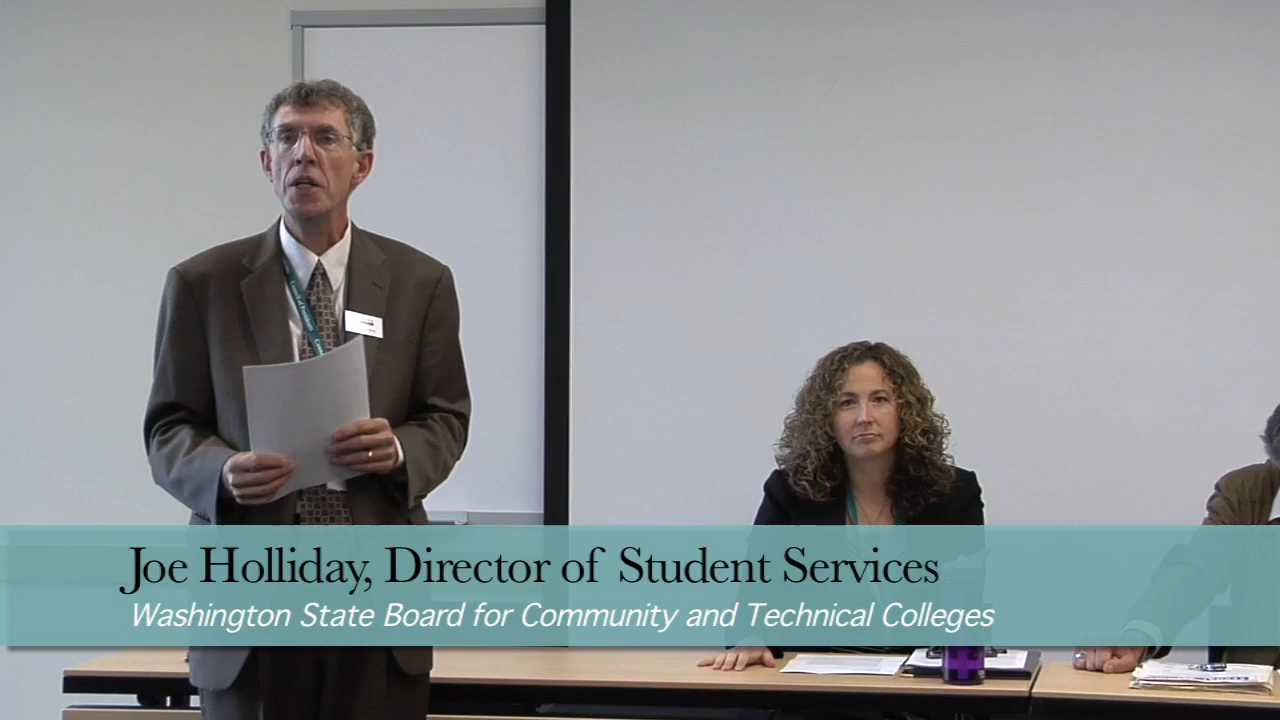 Joe Holliday, Director of Student Services
Washington State Board for Community and Technical Colleges